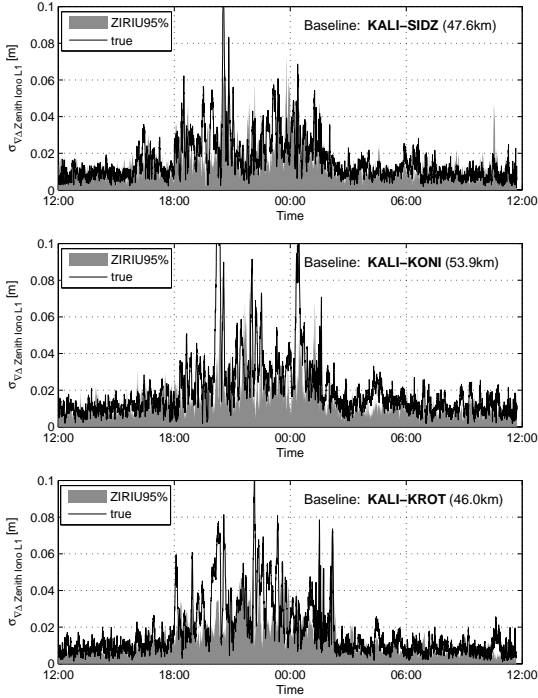 0.1
0.08
0.06
0.04
0.02
0
σ∇Δ Zenith Iono L1 [m]
ZIRIU95%
true
Baseline: KALI−SIDZ (47.6km)
12:00 18:00 00:00 06:00 12:00
Time
0.1
0.08
0.06
0.04
0.02
0
σ∇Δ Zenith Iono L1 [m]
ZIRIU95%
true
Baseline: KALI−KONI (53.9km)
12:00 18:00 00:00 06:00 12:00
Time
0.1
0.08
0.06
0.04
0.02
0
σ∇Δ Zenith Iono L1 [m]
ZIRIU95%
true
Baseline: KALI−KROT (46.0km)
12:00 18:00 00:00 06:00 12:00
Time